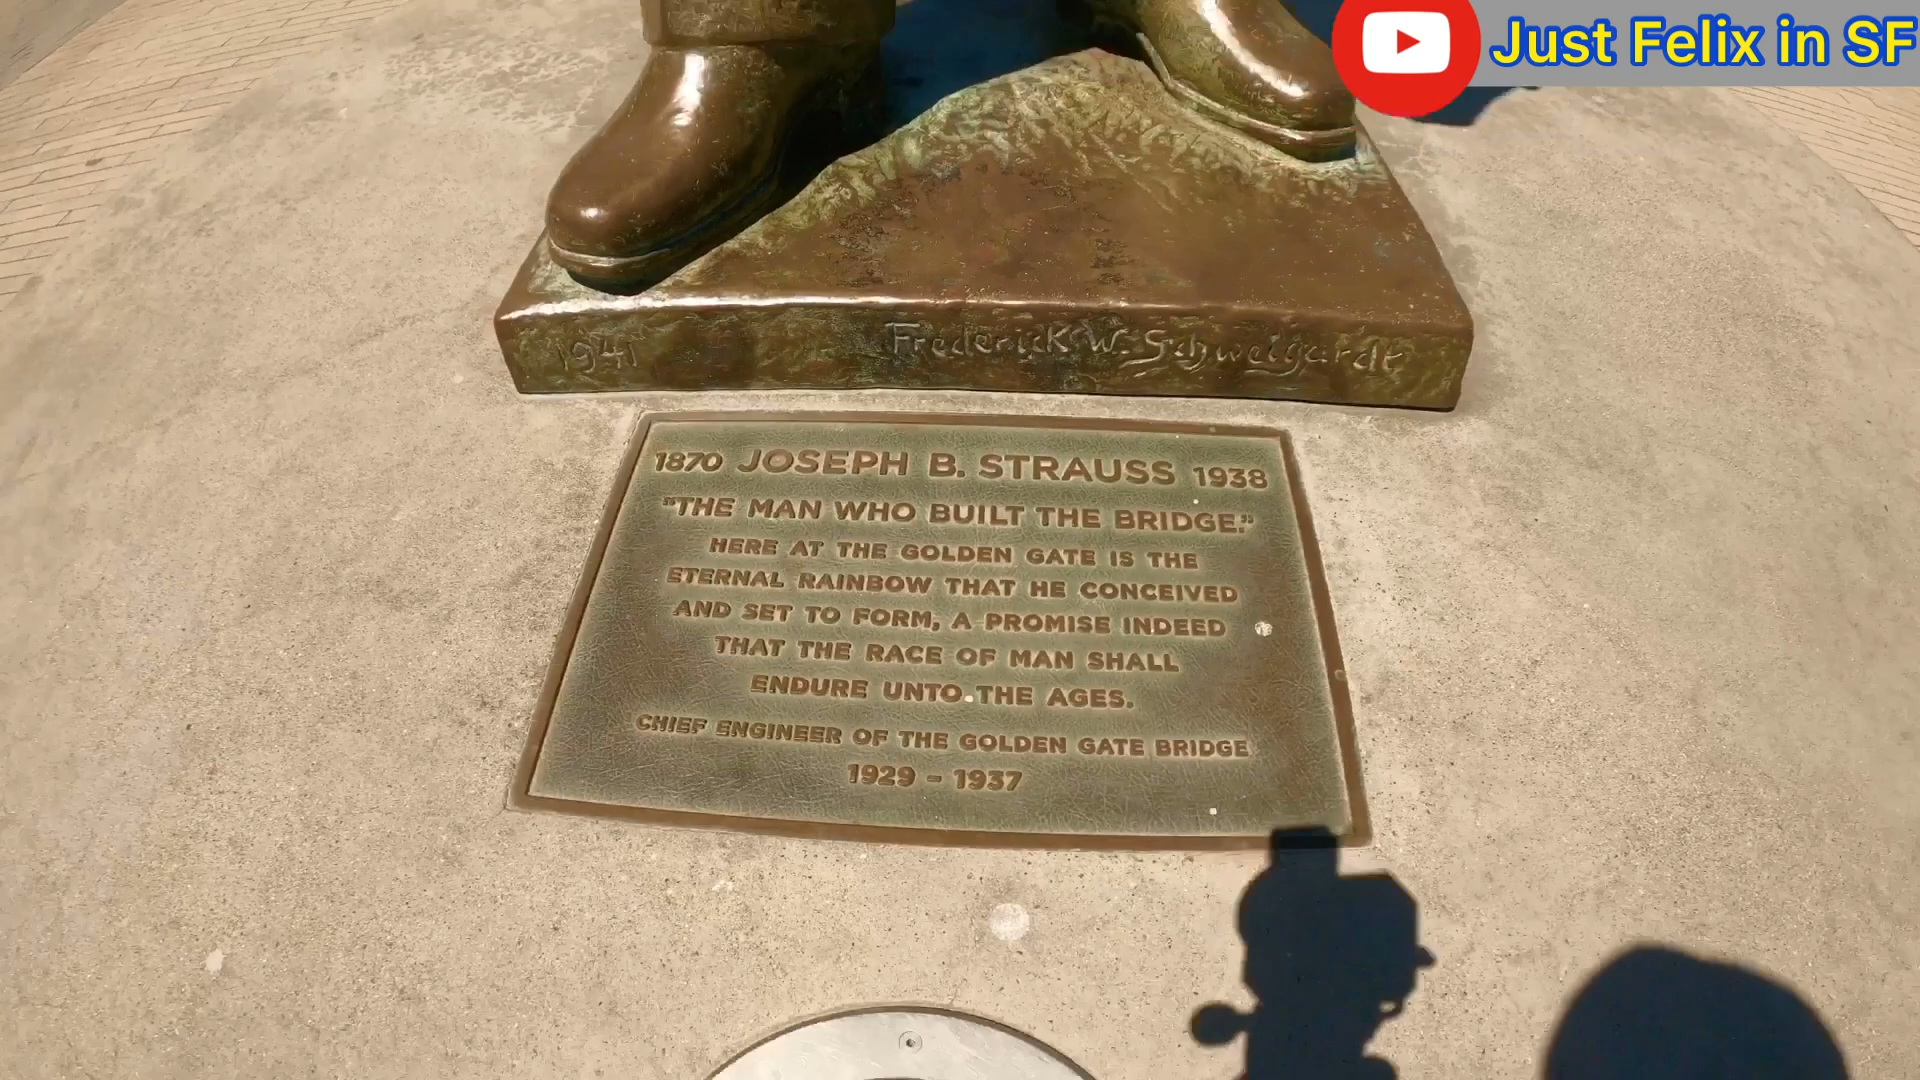 Just Felix in SF
1941 Frederick W. Schweigardt
1870 JOSEPH B. STRAUSS 1938
"THE MAN WHO BUILT THE BRIDGE."
HERE AT THE GOLDEN GATE IS THE
ETERNAL RAINBOW THAT HE CONCEIVED
AND SET TO FORM, A PROMISE INDEED
THAT THE RACE OF MAN SHALL
ENDURE UNTO THE AGES.
CHIEF ENGINEER OF THE GOLDEN GATE BRIDGE
1929 - 1937